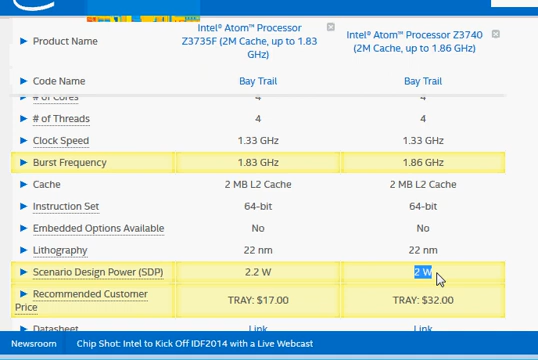 Product Name
Intel® Atom™ Processor Z3735F (2M Cache, up to 1.83 GHz)
Intel® Atom™ Processor Z3740 (2M Cache, up to 1.86 GHz)
Code Name Bay Trail Bay Trail
# of Cores 4 4
# of Threads 4 4
Clock Speed 1.33 GHz 1.33 GHz
Burst Frequency 1.83 GHz 1.86 GHz
Cache 2 MB L2 Cache 2 MB L2 Cache
Instruction Set 64-bit 64-bit
Embedded Options Available No No
Lithography 22 nm 22 nm
Scenario Design Power (SDP) 2.2 W 2 W
Recommended Customer Price TRAY: $17.00 TRAY: $32.00
Datasheet Link Link
Newsroom Chip Shot: Intel to Kick Off IDF2014 with a Live Webcast